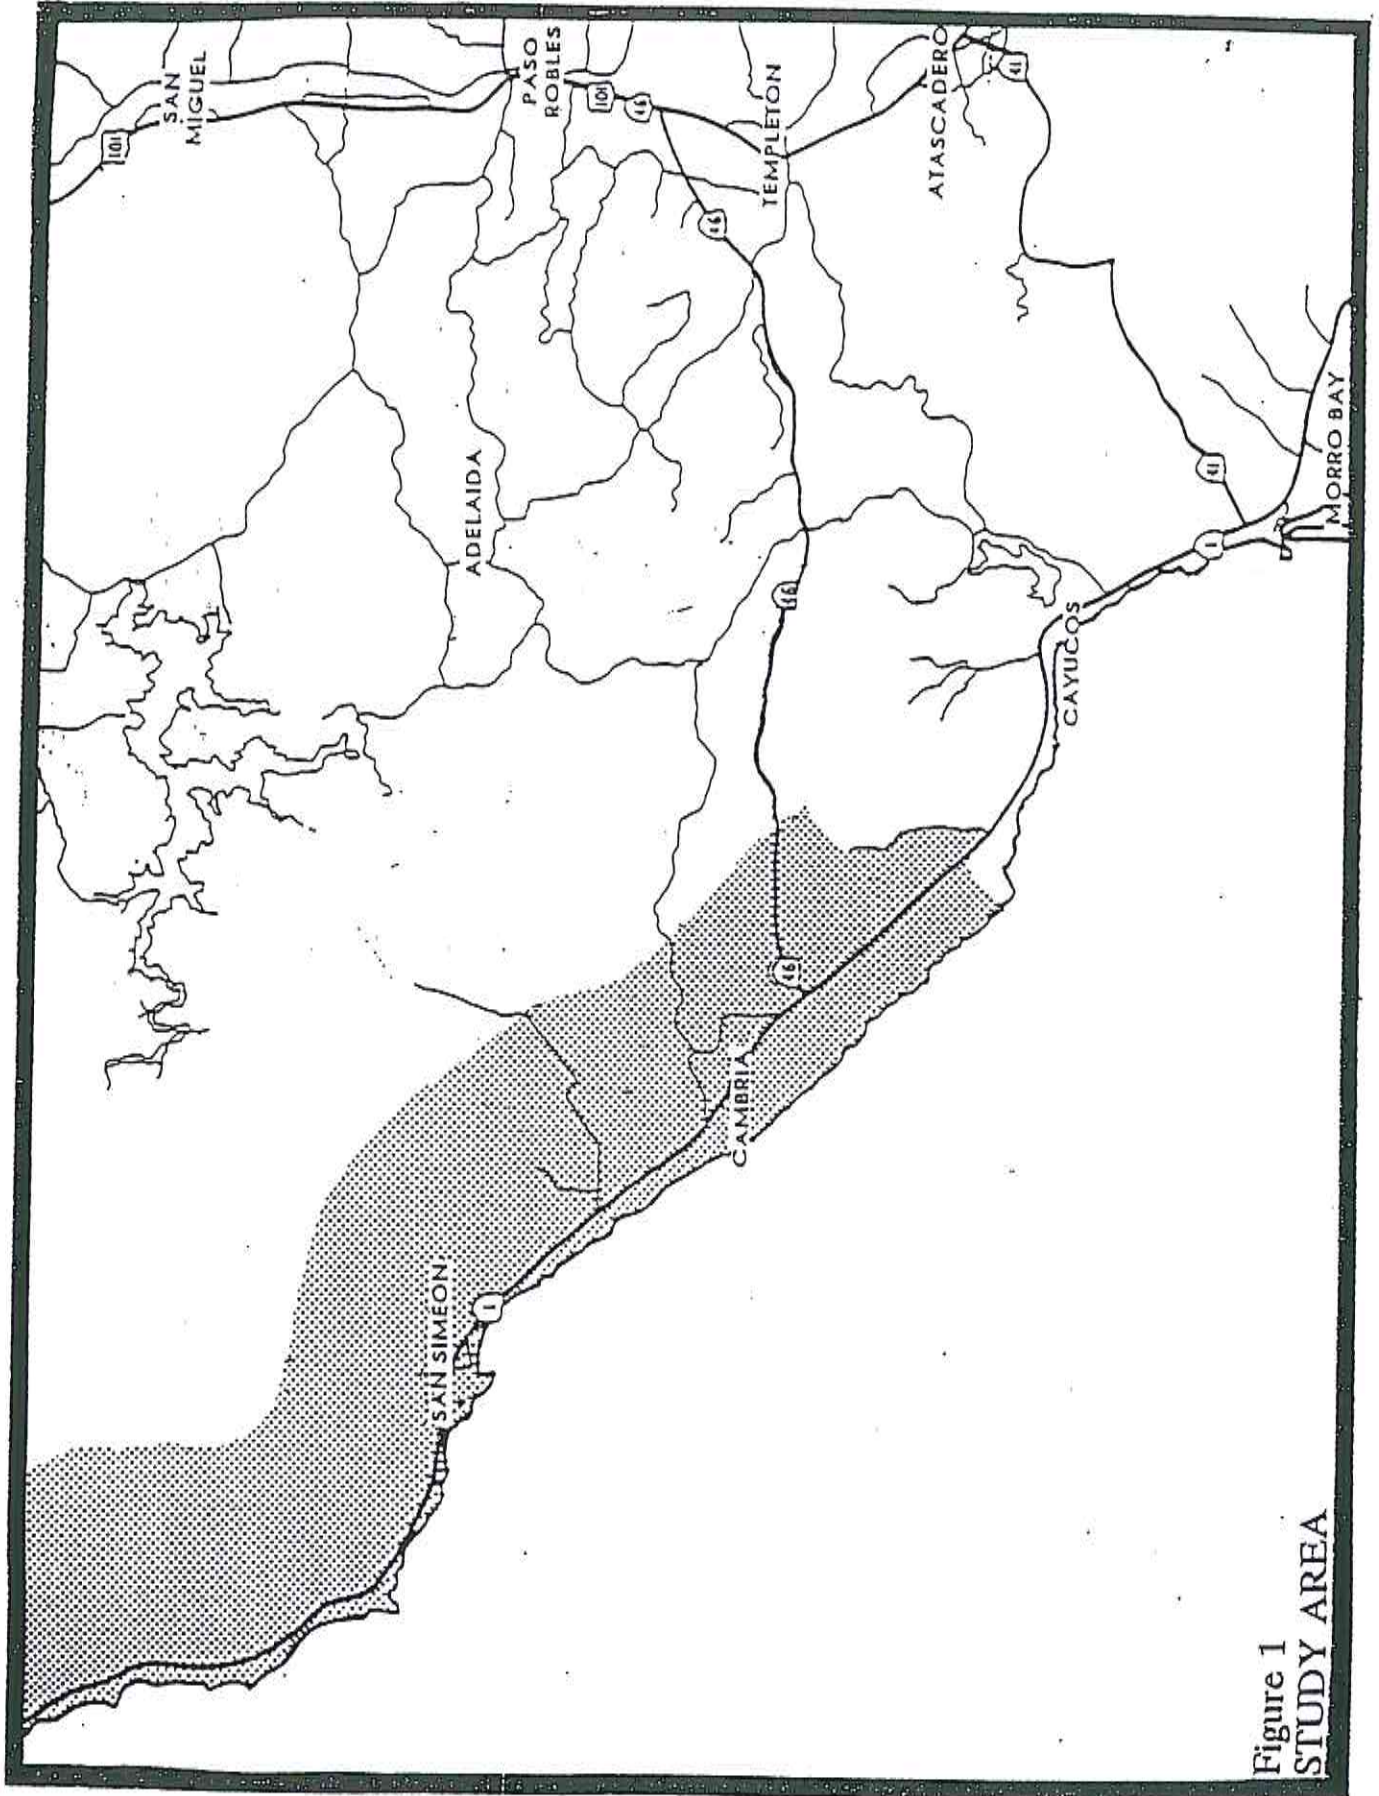 101
SAN
MIGUEL
SAN SIMEON
ADELAIDA
1
PASO
ROBLES
101
46
46
CAMBRIA
TEMPLETON
46
46
ATASCADERO
41
CAYUCOS
1
41
MORRO BAY
Figure 1
STUDY AREA